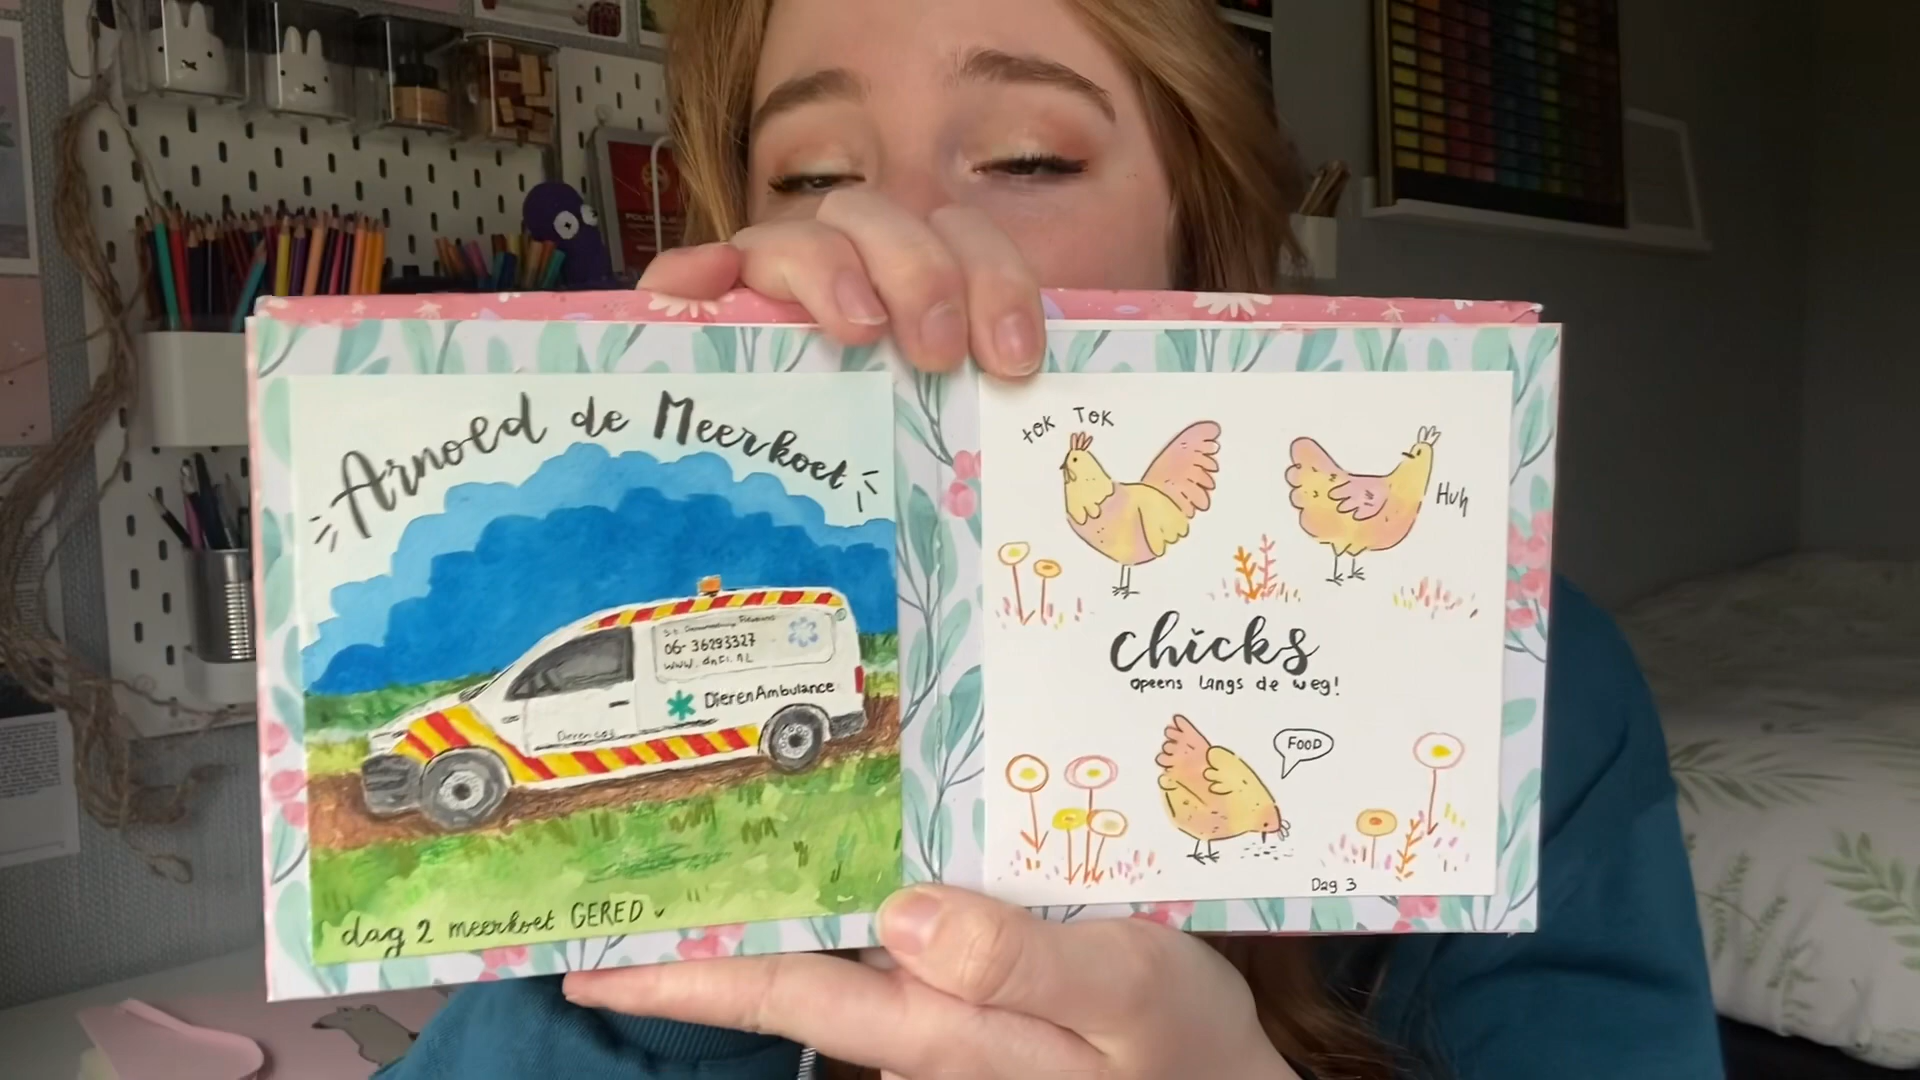 Arnold de Meerkoet
06-36293327
www.dnti.nl
DierenAmbulance
dag 2 meerkoet GERED
tok TOK
Huh
chicks
opeens langs de weg!
FOOD
Dag 3